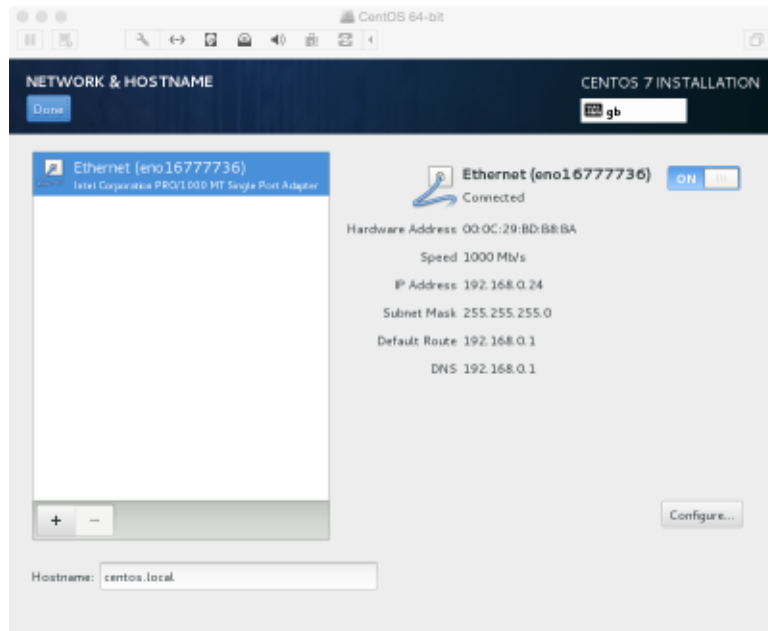 CentOS 64-bit
NETWORK & HOSTNAME
CENTOS 7 INSTALLATION
Done
gb
Ethernet (eno16777736)
Intel Corporation PRO/1000 MT Single Port Adapter
Ethernet (eno16777736)
Connected
ON
Hardware Address 00:0C:29:BD:B8:BA
Speed 1000 Mb/s
IP Address 192.168.0.24
Subnet Mask 255.255.255.0
Default Route 192.168.0.1
DNS 192.168.0.1
+ −
Configure...
Hostname: centos.local